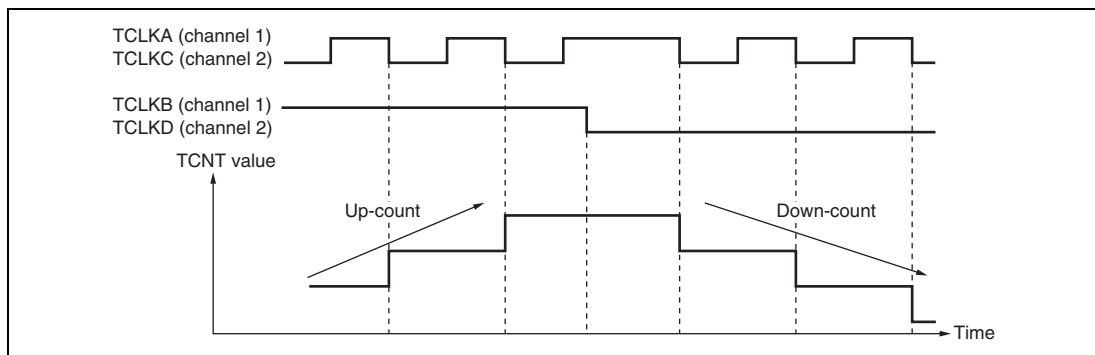 TCLKA (channel 1)
TCLKC (channel 2)
TCLKB (channel 1)
TCLKD (channel 2)
TCNT value
Up-count
Down-count
Time